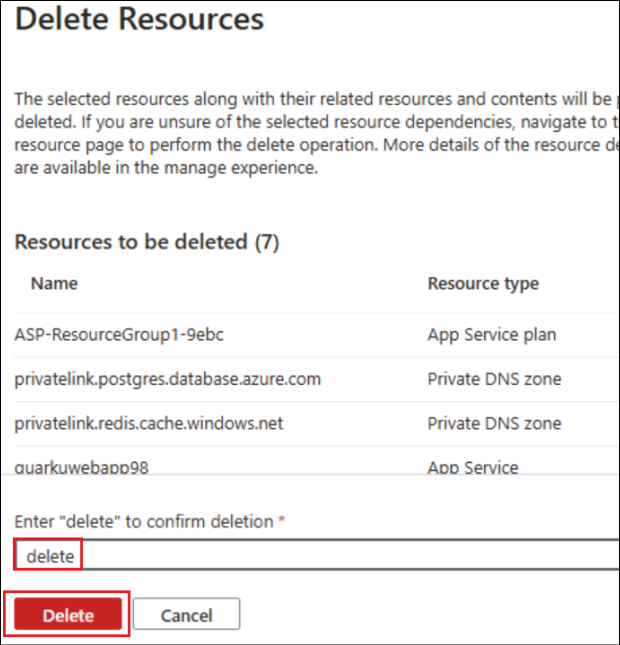 Delete Resources
The selected resources along with their related resources and contents will be
deleted. If you are unsure of the selected resource dependencies, navigate to
resource page to perform the delete operation. More details of the resource
are available in the manage experience.
Resources to be deleted (7)
Name Resource type
ASP-ResourceGroup1-9ebc App Service plan
privatelink.postgres.database.azure.com Private DNS zone
privatelink.redis.cache.windows.net Private DNS zone
quarkuwebapp98 App Service
Enter "delete" to confirm deletion *
delete
Delete Cancel